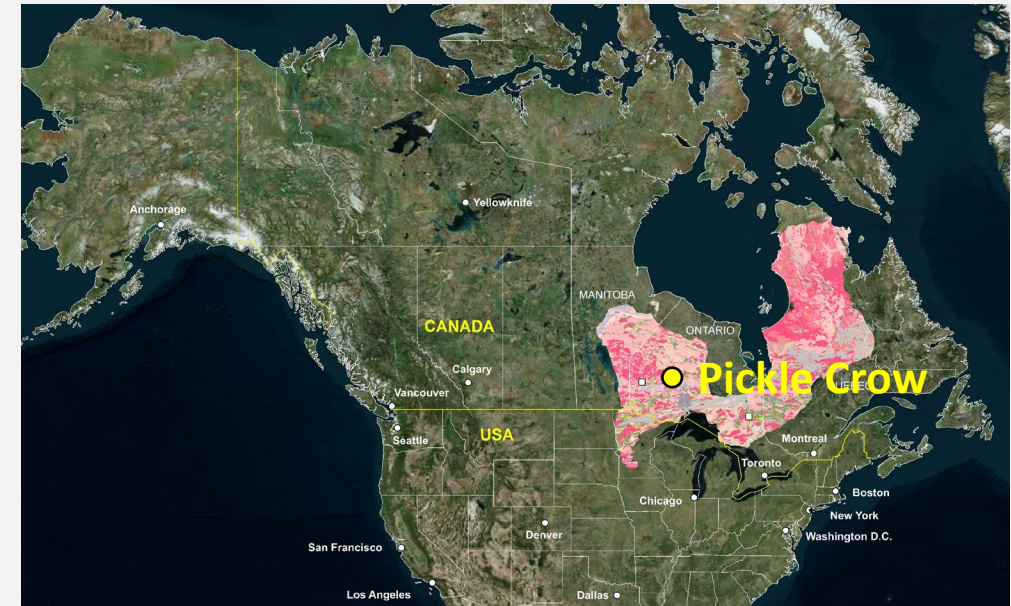 Anchorage
Yellowknife
MANITOBA
CANADA
ONTARIO
Calgary
Pickle Crow
Vancouver
USA
Seattle
Montreal
Toronto
Chicago
Boston
New York
Denver
Washington D.C.
San Francisco
Los Angeles
Dallas